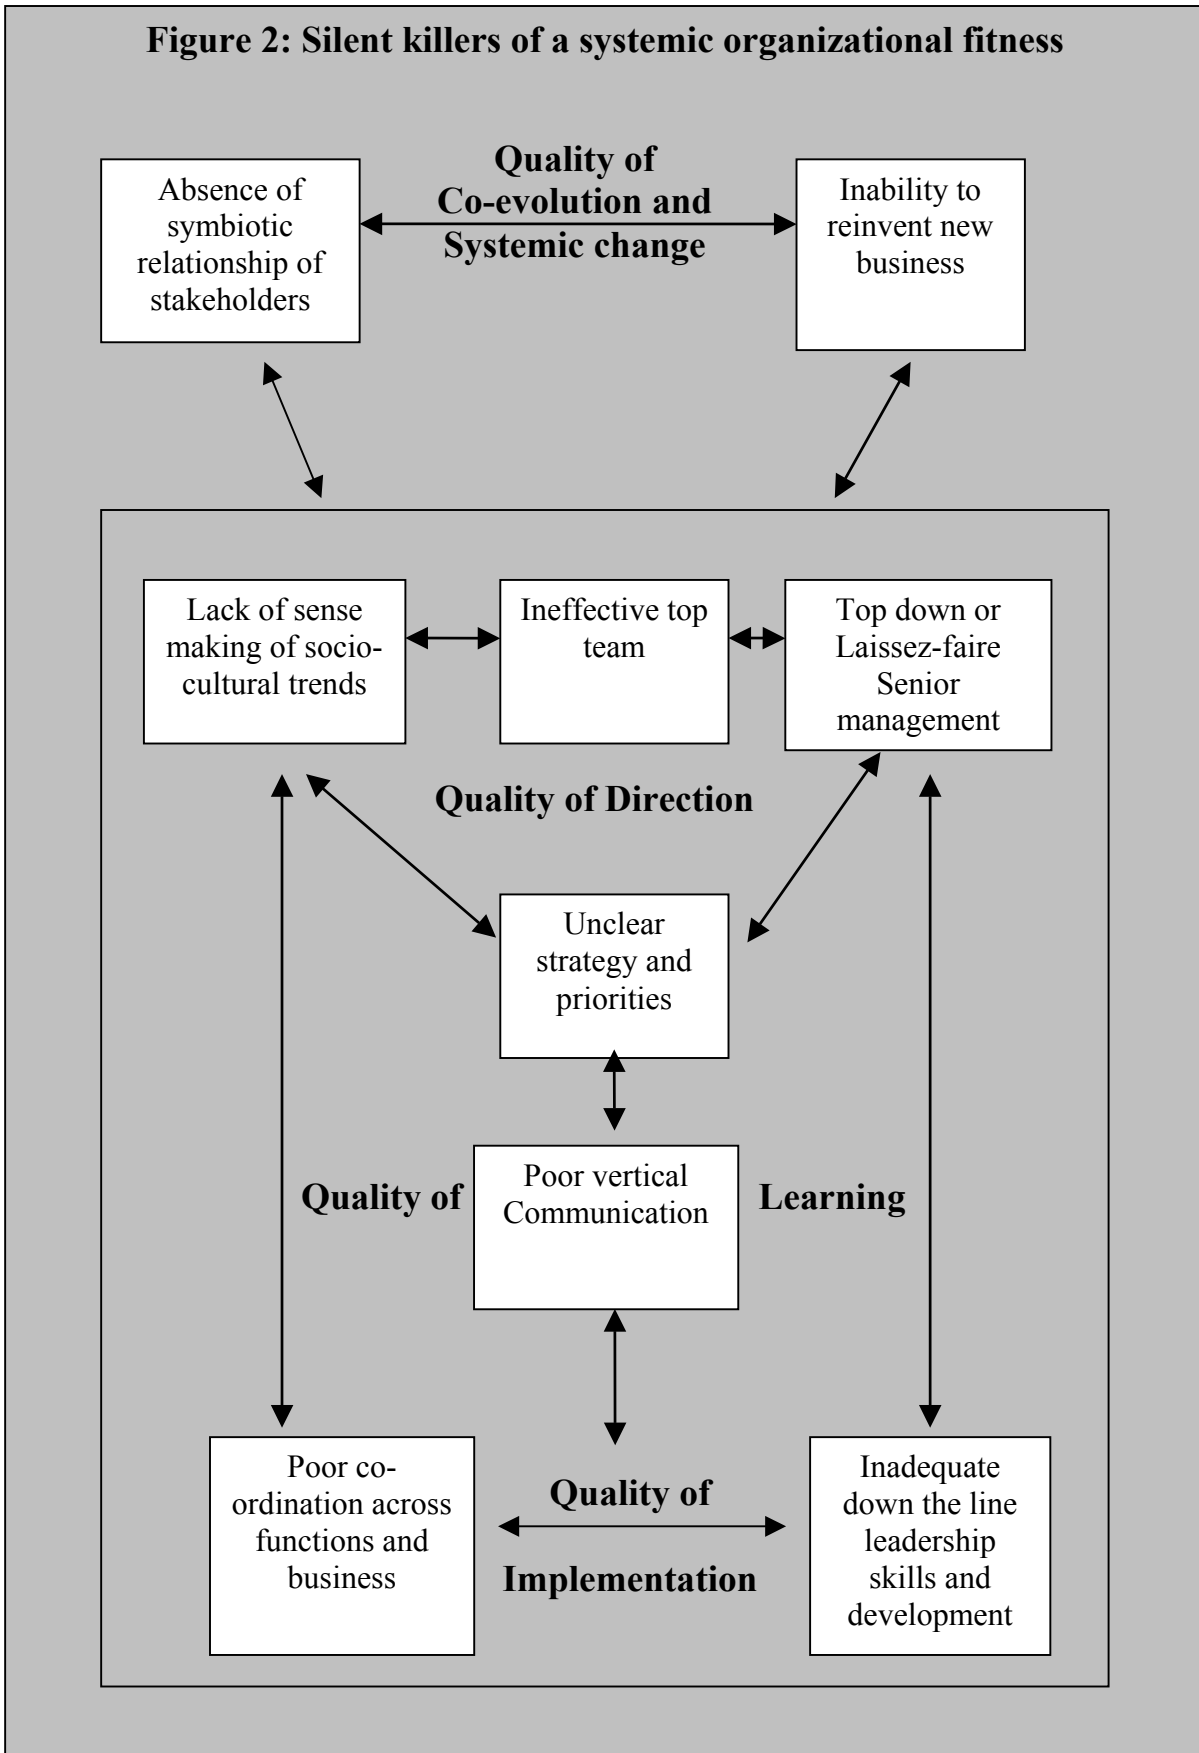 Figure 2: Silent killers of a systemic organizational fitness
Absence of
symbiotic
relationship of
stakeholders
Quality of
Co-evolution and
Systemic change
Inability to
reinvent new
business
Lack of sense
making of socio-
cultural trends
Ineffective top
team
Top down or
Laissez-faire
Senior
management
Quality of Direction
Unclear
strategy and
priorities
Quality of
Poor vertical
Communication
Learning
Poor co-
ordination across
functions and
business
Quality of
Implementation
Inadequate
down the line
leadership
skills and
development